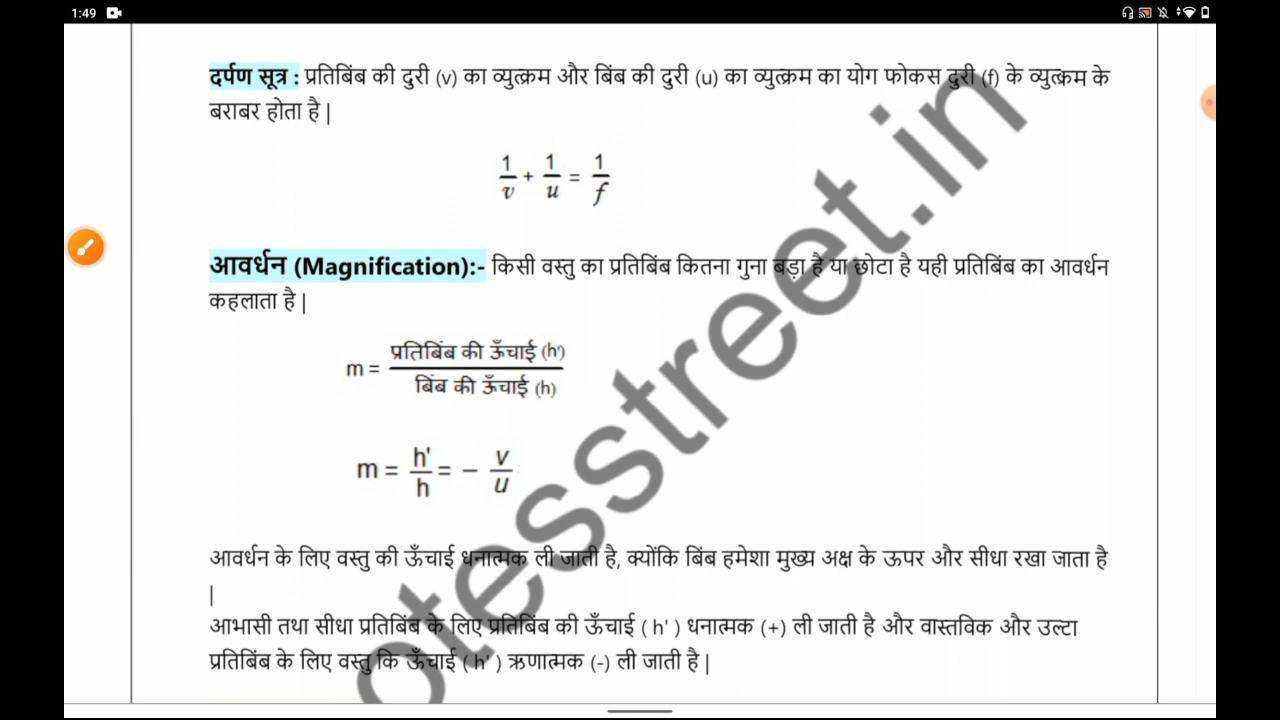 1:49
दर्पण सूत्र : प्रतिबिंब की दुरी (v) का व्युत्क्रम और बिंब की दुरी (u) का व्युत्क्रम का योग फोकस दुरी (f) के व्युत्क्रम के
बराबर होता है |
1/v + 1/u = 1/f
आवर्धन (Magnification):- किसी वस्तु का प्रतिबिंब कितना गुना बड़ा है या छोटा है यही प्रतिबिंब का आवर्धन
कहलाता है |
m = प्रतिबिंब की ऊँचाई (h') / बिंब की ऊँचाई (h)
m = h'/h = - v/u
आवर्धन के लिए वस्तु की ऊँचाई धनात्मक ली जाती है, क्योंकि बिंब हमेशा मुख्य अक्ष के ऊपर और सीधा रखा जाता है
|
आभासी तथा सीधा प्रतिबिंब के लिए प्रतिबिंब की ऊँचाई ( h' ) धनात्मक (+) ली जाती है और वास्तविक और उल्टा
प्रतिबिंब के लिए वस्तु कि ऊँचाई ( h' ) ऋणात्मक (-) ली जाती है |
otesstreet.in